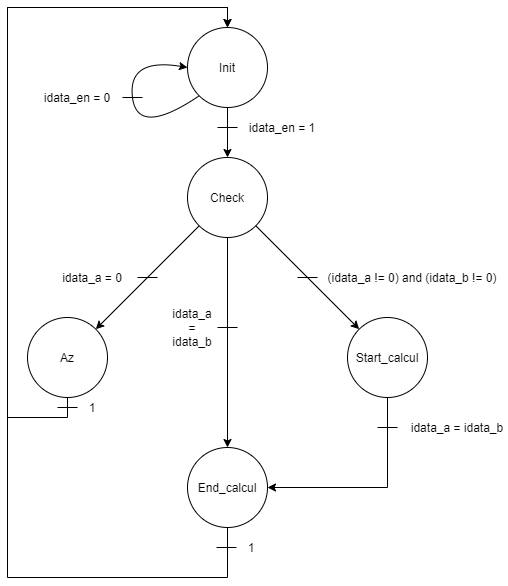 Init
idata_en = 0
idata_en = 1
Check
idata_a = 0
(idata_a != 0) and (idata_b != 0)
idata_a
=
idata_b
Az
Start_calcul
1
idata_a = idata_b
End_calcul
1